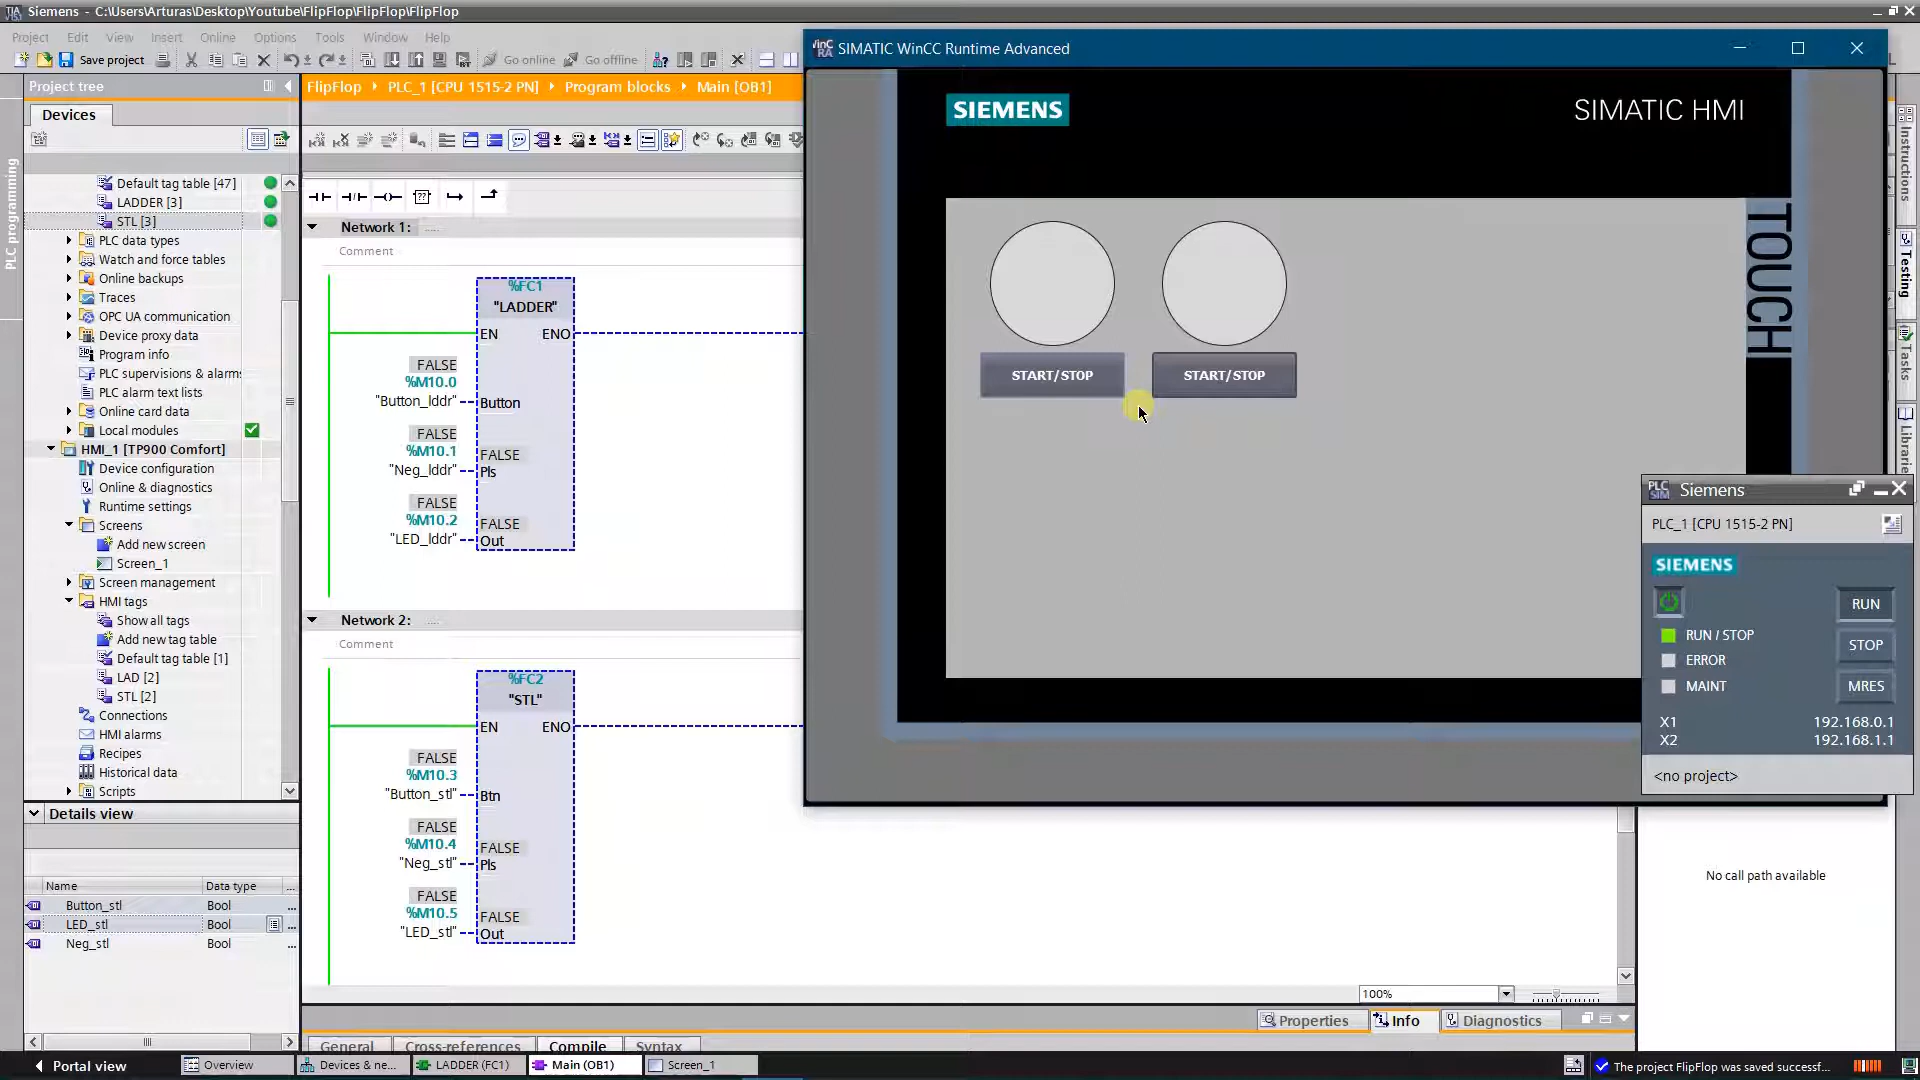 Siemens - C:\Users\Arturas\Desktop\Youtube\FlipFlop\FlipFlop\FlipFlop
Project Edit View Insert Online Options Tools Window Help
Save project
Go online
Go offline
Project tree
Devices
PLC programming
Default tag table [47]
LADDER [3]
STL [3]
PLC data types
Watch and force tables
Online backups
Traces
OPC UA communication
Device proxy data
Program info
PLC supervisions & alarms
PLC alarm text lists
Online card data
Local modules
HMI_1 [TP900 Comfort]
Device configuration
Online & diagnostics
Runtime settings
Screens
Add new screen
Screen_1
Screen management
HMI tags
Show all tags
Add new tag table
Default tag table [1]
LAD [2]
STL [2]
Connections
HMI alarms
Recipes
Historical data
Scripts
Details view
Name Data type ...
Button_stl Bool ...
LED_stl Bool ...
Neg_stl Bool ...
FlipFlop PLC_1 [CPU 1515-2 PN] Program blocks Main [OB1]
??
Network 1: .....
Comment
%FC1
"LADDER"
EN ENO
FALSE
%M10.0
"Button_lddr" Button
FALSE
%M10.1 FALSE
"Neg_lddr" Pls
FALSE
%M10.2 FALSE
"LED_lddr" Out
Network 2: .....
Comment
%FC2
"STL"
EN ENO
FALSE
%M10.3
"Button_stl" Btn
FALSE
%M10.4 FALSE
"Neg_stl" Pls
FALSE
%M10.5 FALSE
"LED_stl" Out
100%
Properties Info Diagnostics
General Cross-references Compile Syntax
WinC RA SIMATIC WinCC Runtime Advanced
SIEMENS
SIMATIC HMI
TOUCH
START/STOP START/STOP
PLC SIM Siemens
PLC_1 [CPU 1515-2 PN]
SIEMENS
RUN
RUN / STOP
STOP
ERROR
MAINT MRES
X1 192.168.0.1
X2 192.168.1.1
<no project>
Instructions
Testing
Tasks
Librarie
No call path available
Portal view Overview Devices & ne... LADDER (FC1) Main (OB1) Screen_1
The project FlipFlop was saved successf...